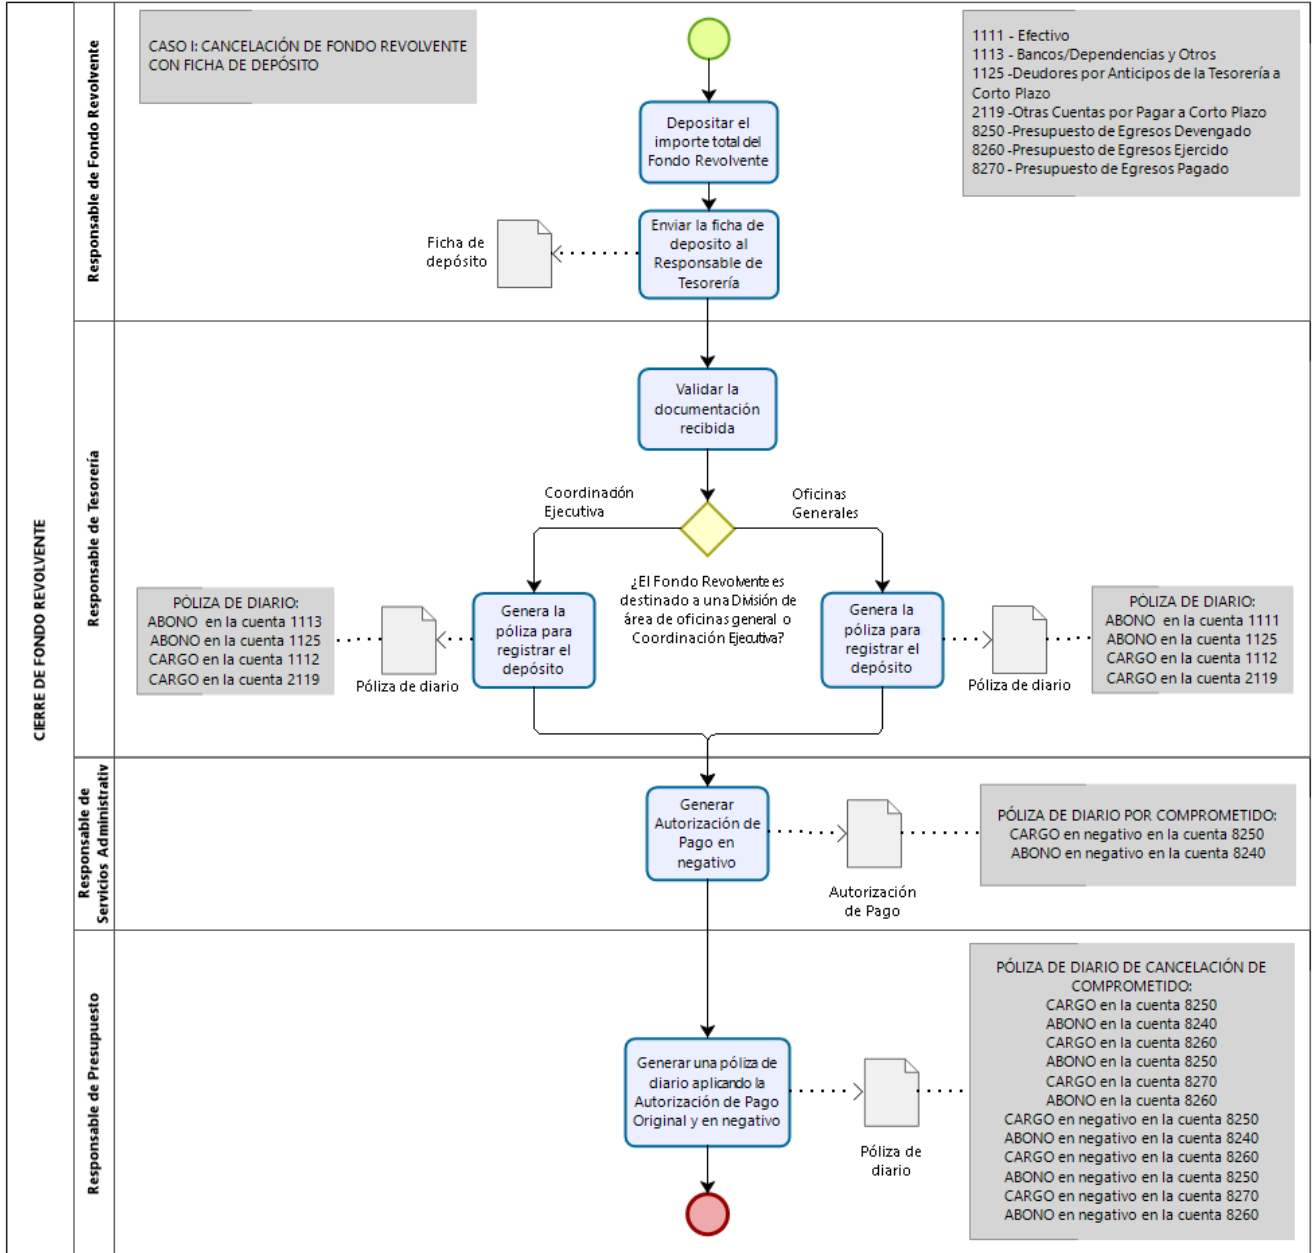 CIERRE DE FONDO REVOLVENTE
Responsable de Fondo Revolvente
CASO I: CANCELACIÓN DE FONDO REVOLVENTE
CON FICHA DE DEPÓSITO
1111 - Efectivo
1113 - Bancos/Dependencias y Otros
1125 -Deudores por Anticipos de la Tesorería a
Corto Plazo
2119 -Otras Cuentas por Pagar a Corto Plazo
8250 -Presupuesto de Egresos Devengado
8260 -Presupuesto de Egresos Ejercido
8270 - Presupuesto de Egresos Pagado
Depositar el
importe total del
Fondo Revolvente
Enviar la ficha de
deposito al
Responsable de
Tesorería
Ficha de
depósito
Responsable de Tesorería
Validar la
documentación
recibida
Coordinación
Ejecutiva
Oficinas
Generales
¿El Fondo Revolvente es
destinado a una División de
área de oficinas general o
Coordinación Ejecutiva?
PÓLIZA DE DIARIO:
ABONO en la cuenta 1113
ABONO en la cuenta 1125
CARGO en la cuenta 1112
CARGO en la cuenta 2119
Póliza de diario
Genera la
póliza para
registrar el
depósito
Genera la
póliza para
registrar el
depósito
Póliza de diario
PÓLIZA DE DIARIO:
ABONO en la cuenta 1111
ABONO en la cuenta 1125
CARGO en la cuenta 1112
CARGO en la cuenta 2119
Responsable de
Servicios Administrativ
Generar
Autorización de
Pago en
negativo
Autorización
de Pago
PÓLIZA DE DIARIO POR COMPROMETIDO:
CARGO en negativo en la cuenta 8250
ABONO en negativo en la cuenta 8240
Responsable de Presupuesto
Generar una póliza de
diario aplicando la
Autorización de Pago
Original y en negativo
Póliza de
diario
PÓLIZA DE DIARIO DE CANCELACIÓN DE
COMPROMETIDO:
CARGO en la cuenta 8250
ABONO en la cuenta 8240
CARGO en la cuenta 8260
ABONO en la cuenta 8250
CARGO en la cuenta 8270
ABONO en la cuenta 8260
CARGO en negativo en la cuenta 8250
ABONO en negativo en la cuenta 8240
CARGO en negativo en la cuenta 8260
ABONO en negativo en la cuenta 8250
CARGO en negativo en la cuenta 8270
ABONO en negativo en la cuenta 8260